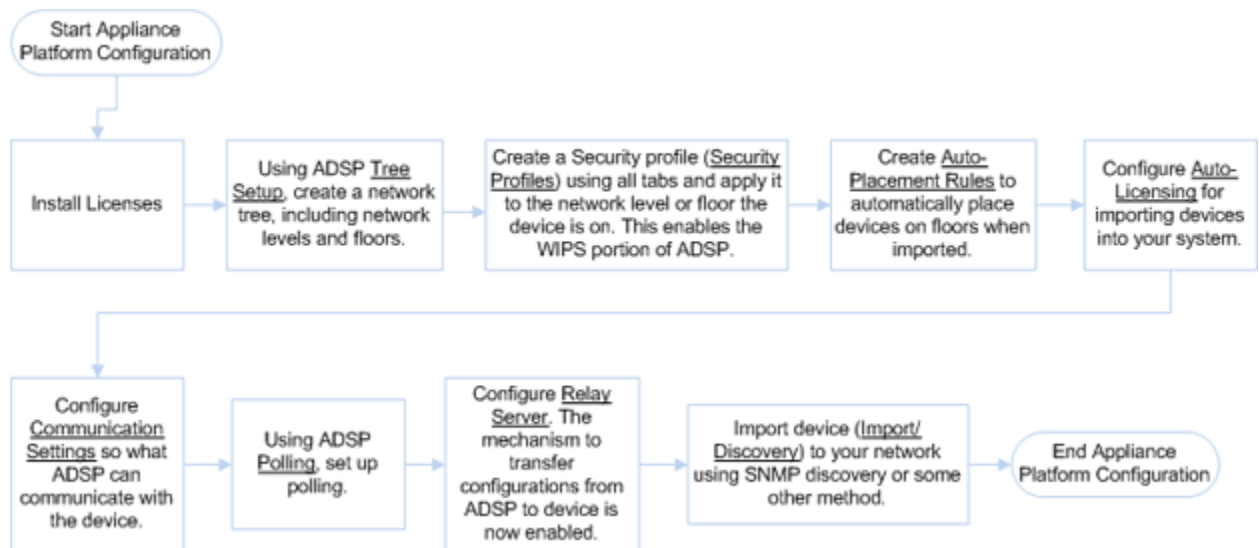 Start Appliance
Platform Configuration
Install Licenses
Using ADSP Tree
Setup, create a network
tree, including network
levels and floors.
Create a Security profile (Security
Profiles) using all tabs and apply it
to the network level or floor the
device is on. This enables the
WIPS portion of ADSP.
Create Auto-
Placement Rules to
automatically place
devices on floors when
imported.
Configure Auto-
Licensing for
importing devices
into your system.
Configure
Communication
Settings so what
ADSP can
communicate with
the device.
Using ADSP
Polling, set up
polling.
Configure Relay
Server. The
mechanism to
transfer
configurations from
ADSP to device is
now enabled.
Import device (Import/
Discovery) to your network
using SNMP discovery or some
other method.
End Appliance
Platform Configuration